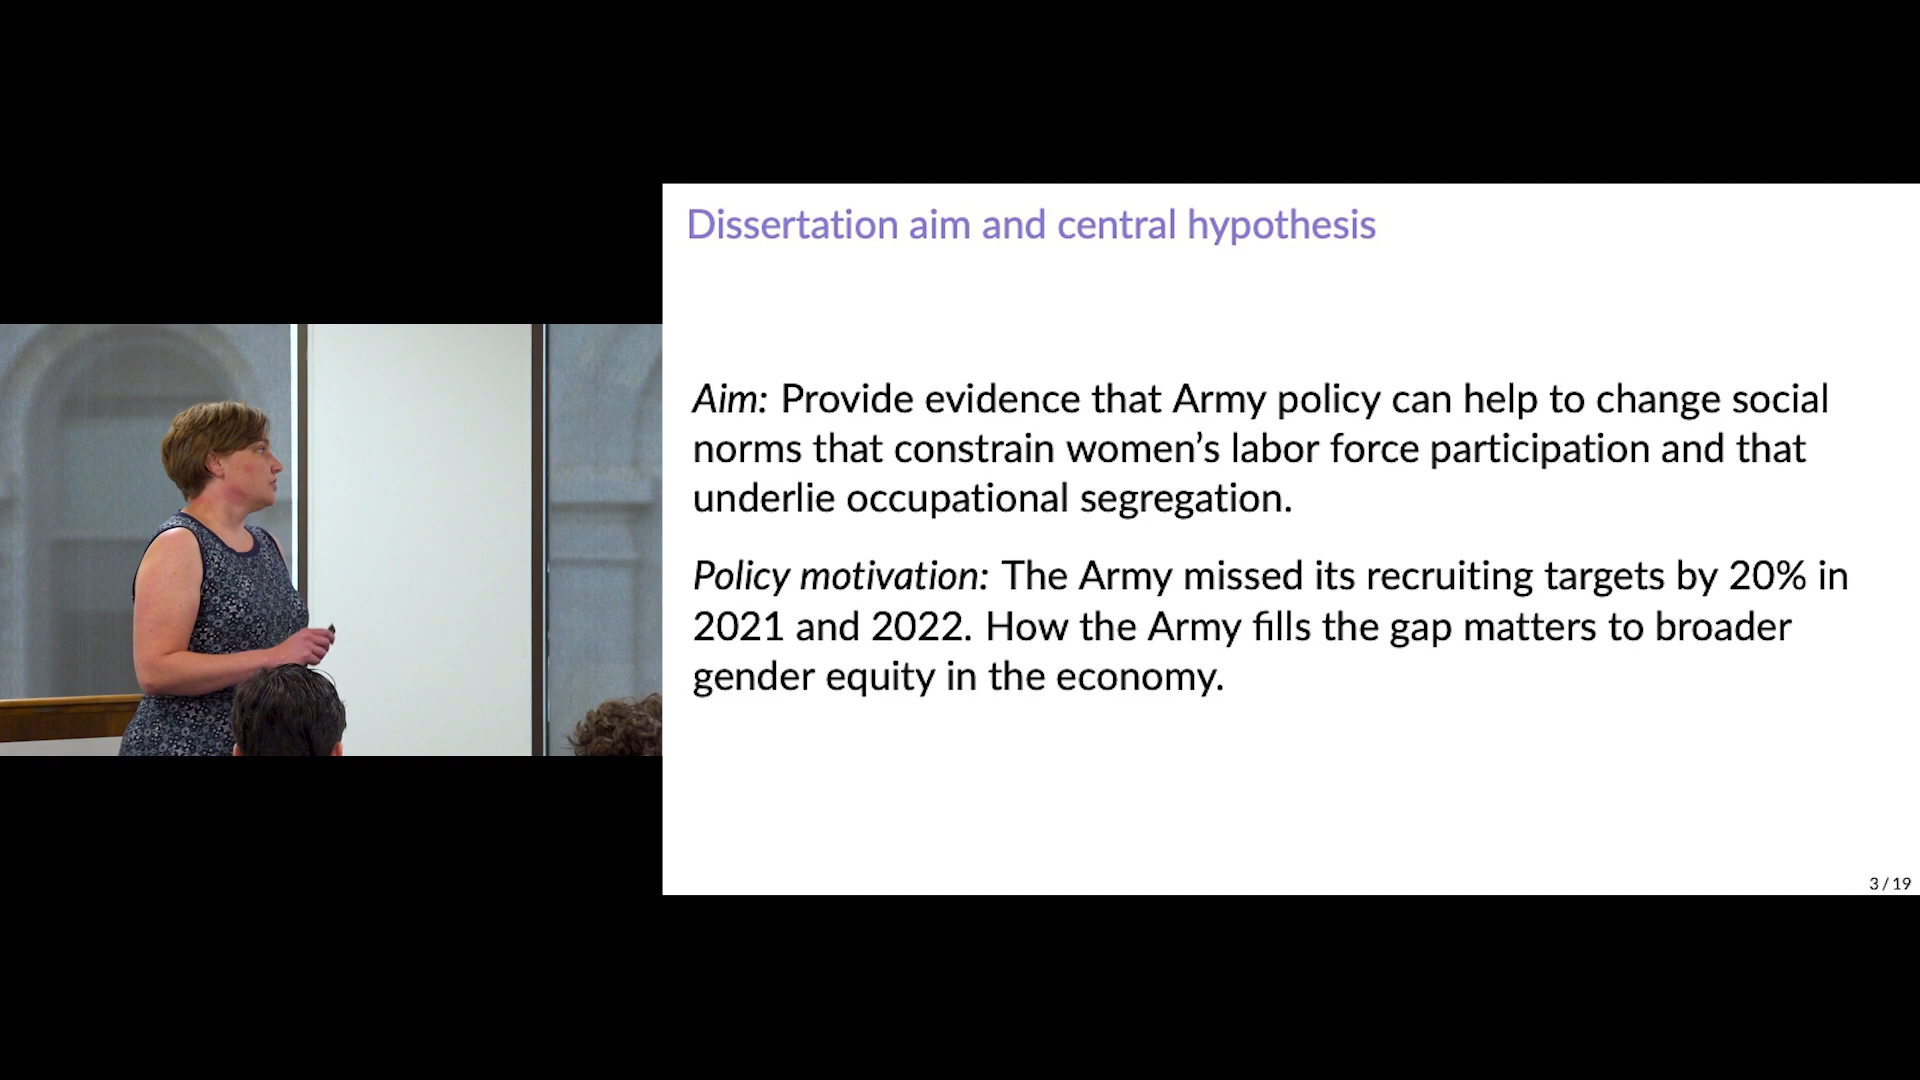 Dissertation aim and central hypothesis
Aim: Provide evidence that Army policy can help to change social
norms that constrain women’s labor force participation and that
underlie occupational segregation.
Policy motivation: The Army missed its recruiting targets by 20% in
2021 and 2022. How the Army fills the gap matters to broader
gender equity in the economy.
3 / 19